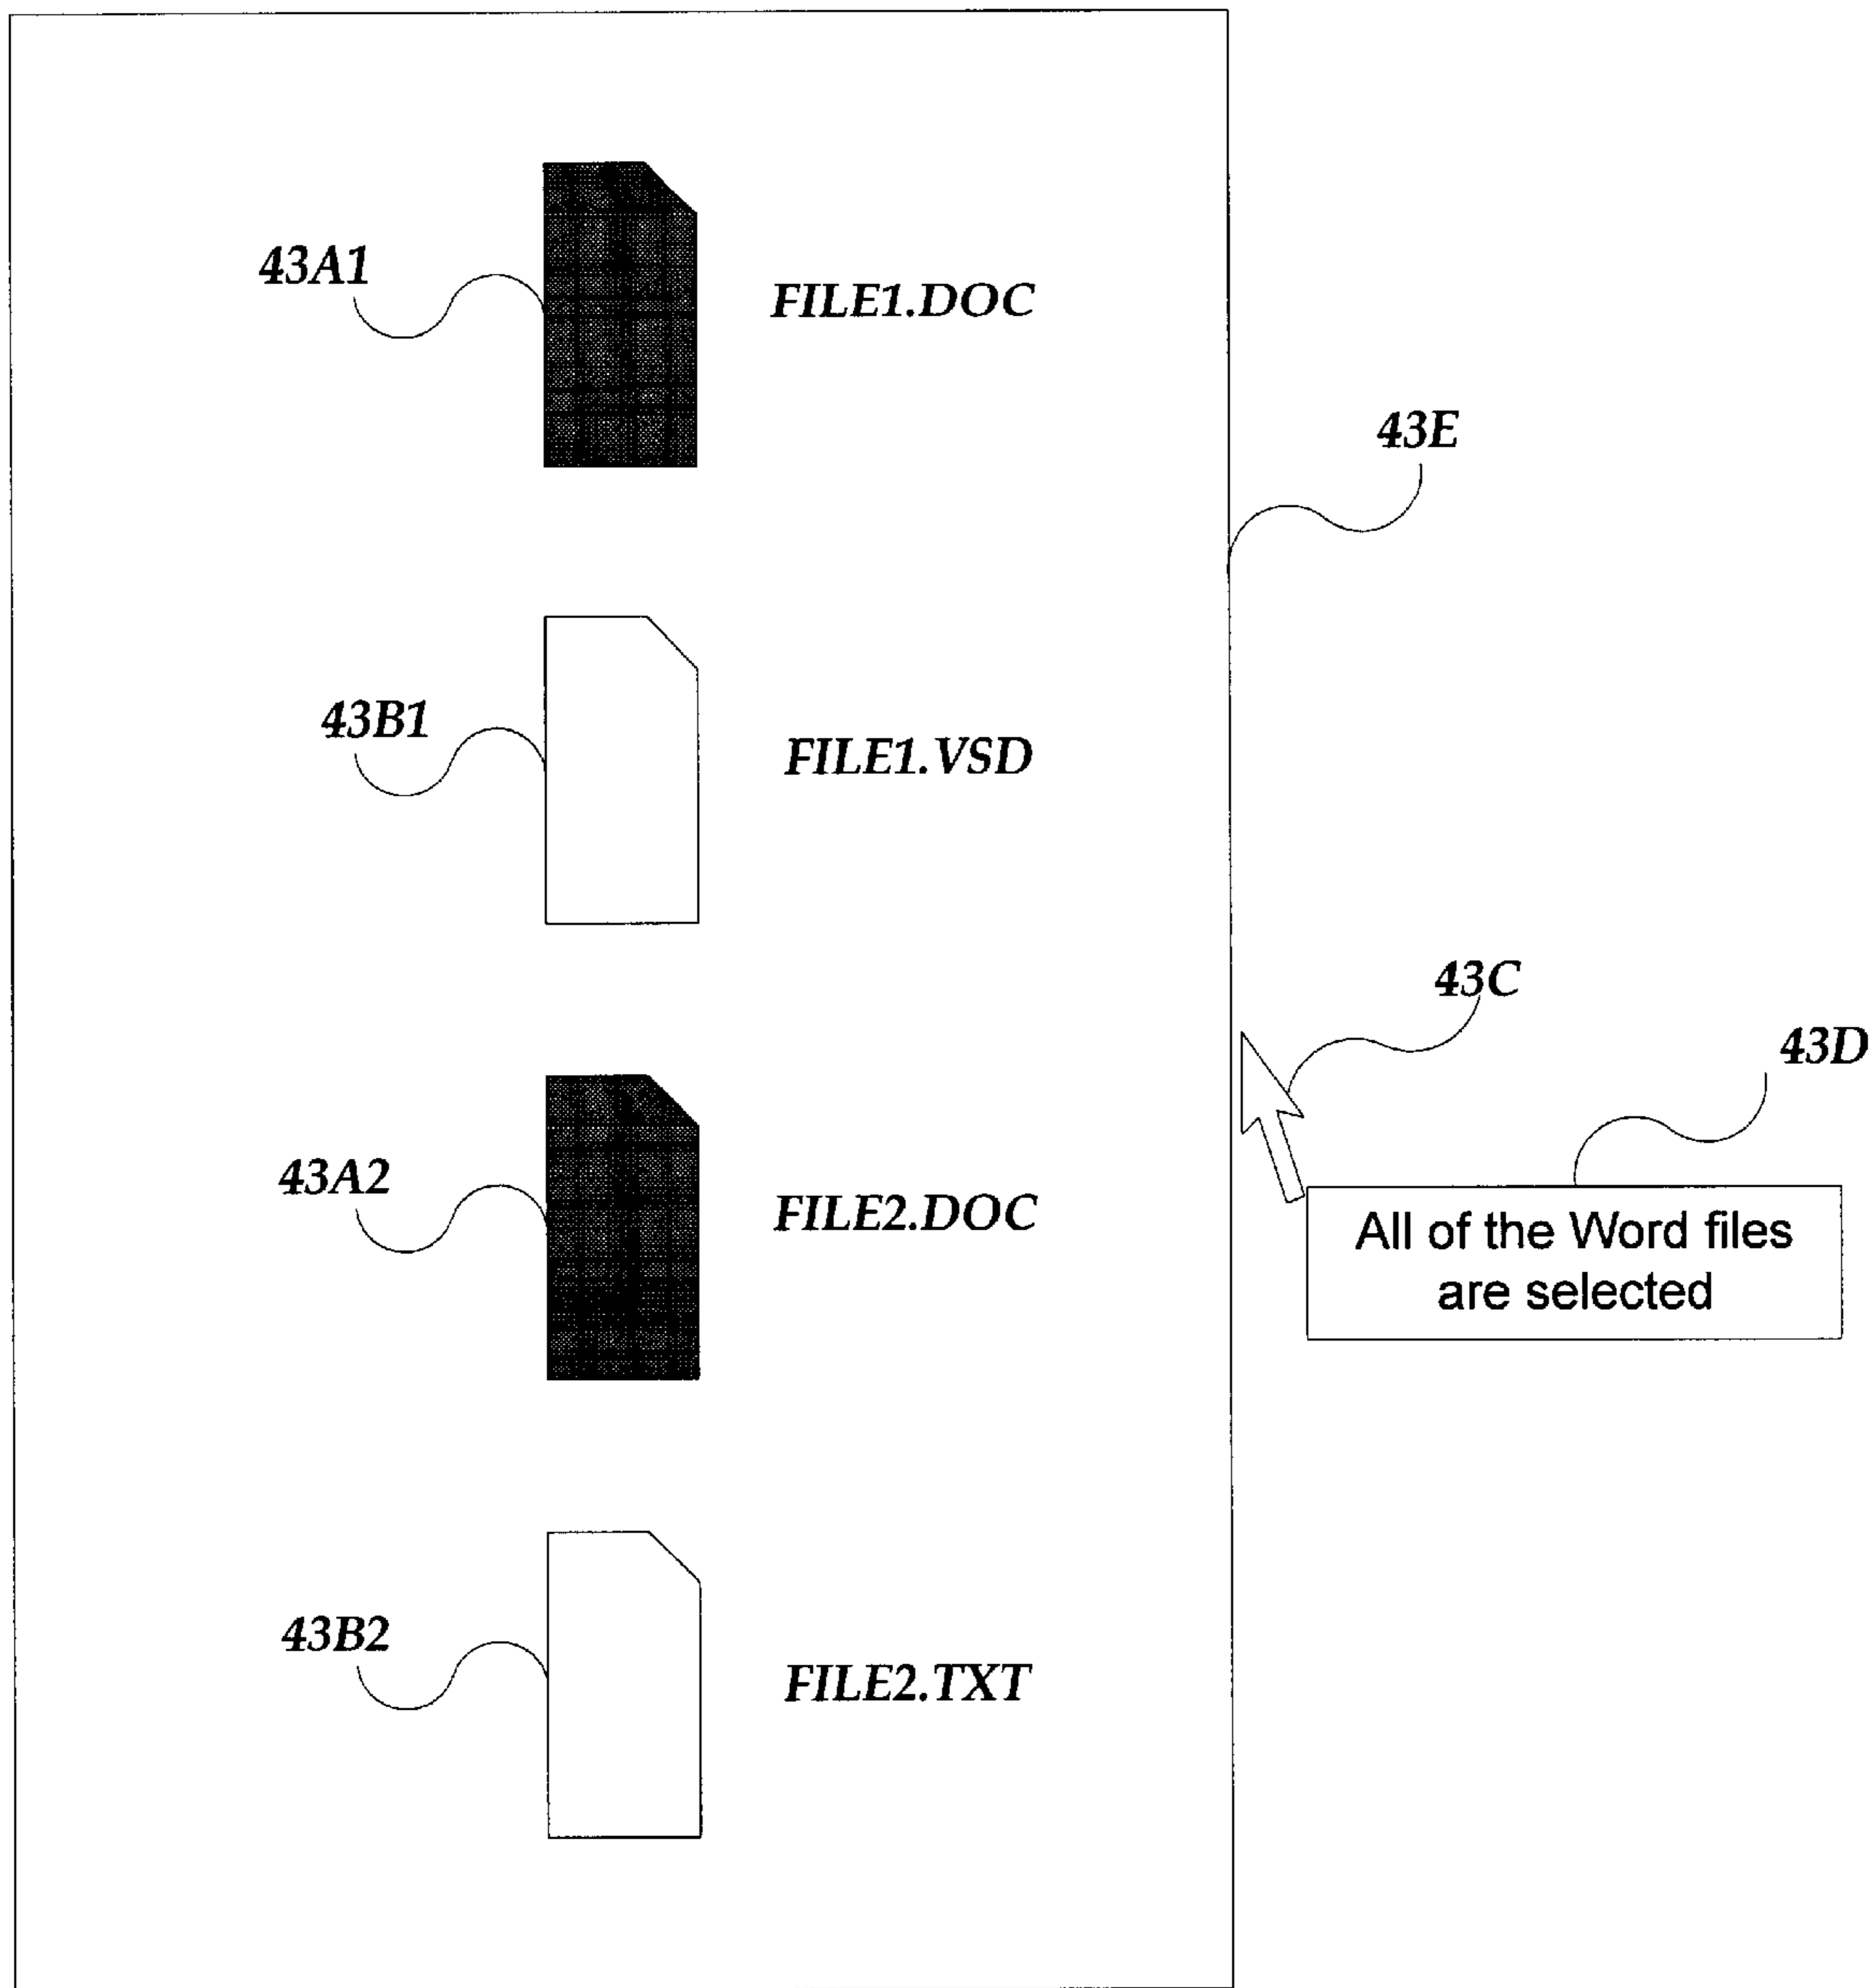 43A1
FILE1.DOC
43E
43B1
FILE1.VSD
43C
43D
43A2
FILE2.DOC
All of the Word files
are selected
43B2
FILE2.TXT